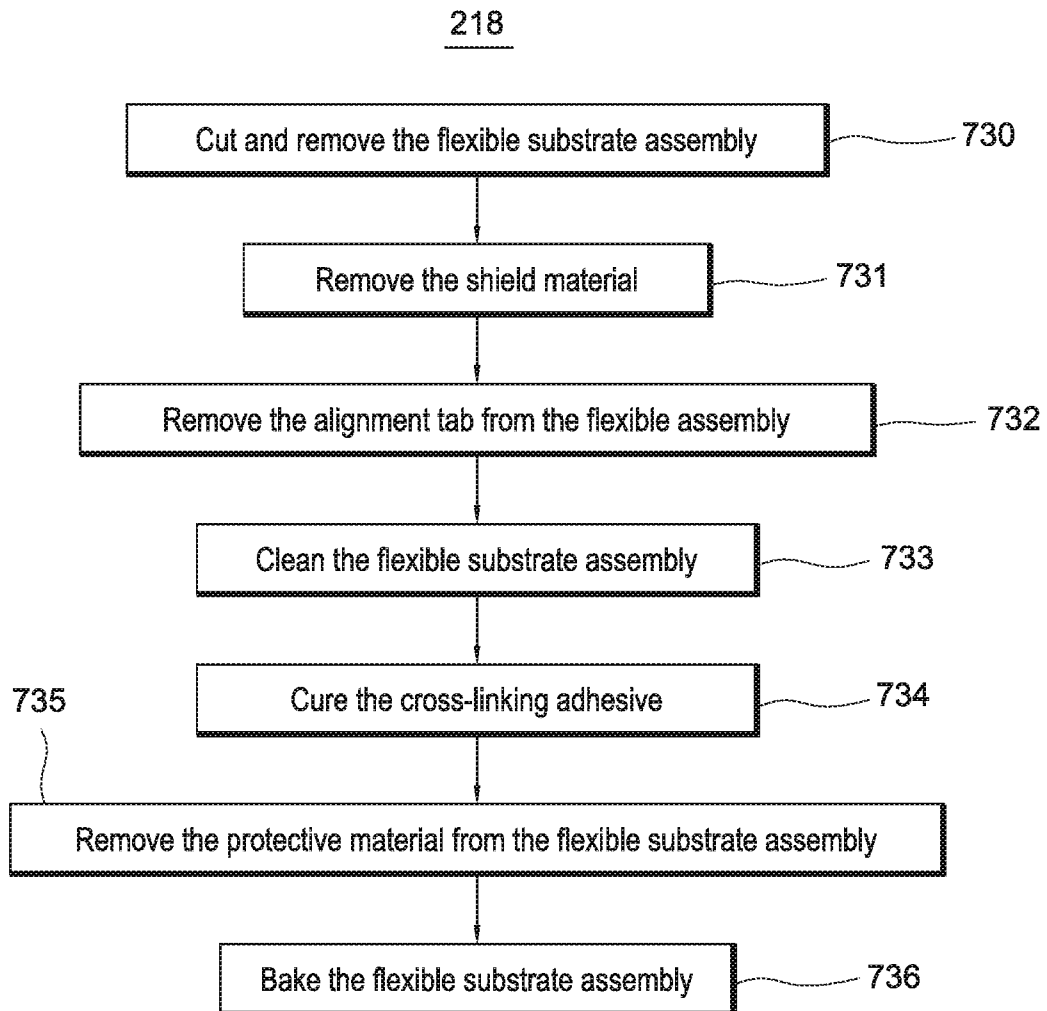 218
Cut and remove the flexible substrate assembly
730
Remove the shield material
731
Remove the alignment tab from the flexible assembly
732
Clean the flexible substrate assembly
733
Cure the cross-linking adhesive
734
735
Remove the protective material from the flexible substrate assembly
Bake the flexible substrate assembly
736